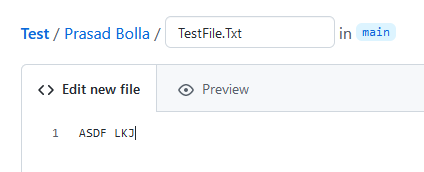 Test / Prasad Bolla / TestFile.Txt in main
<> Edit new file Preview
1 ASDF LKJ